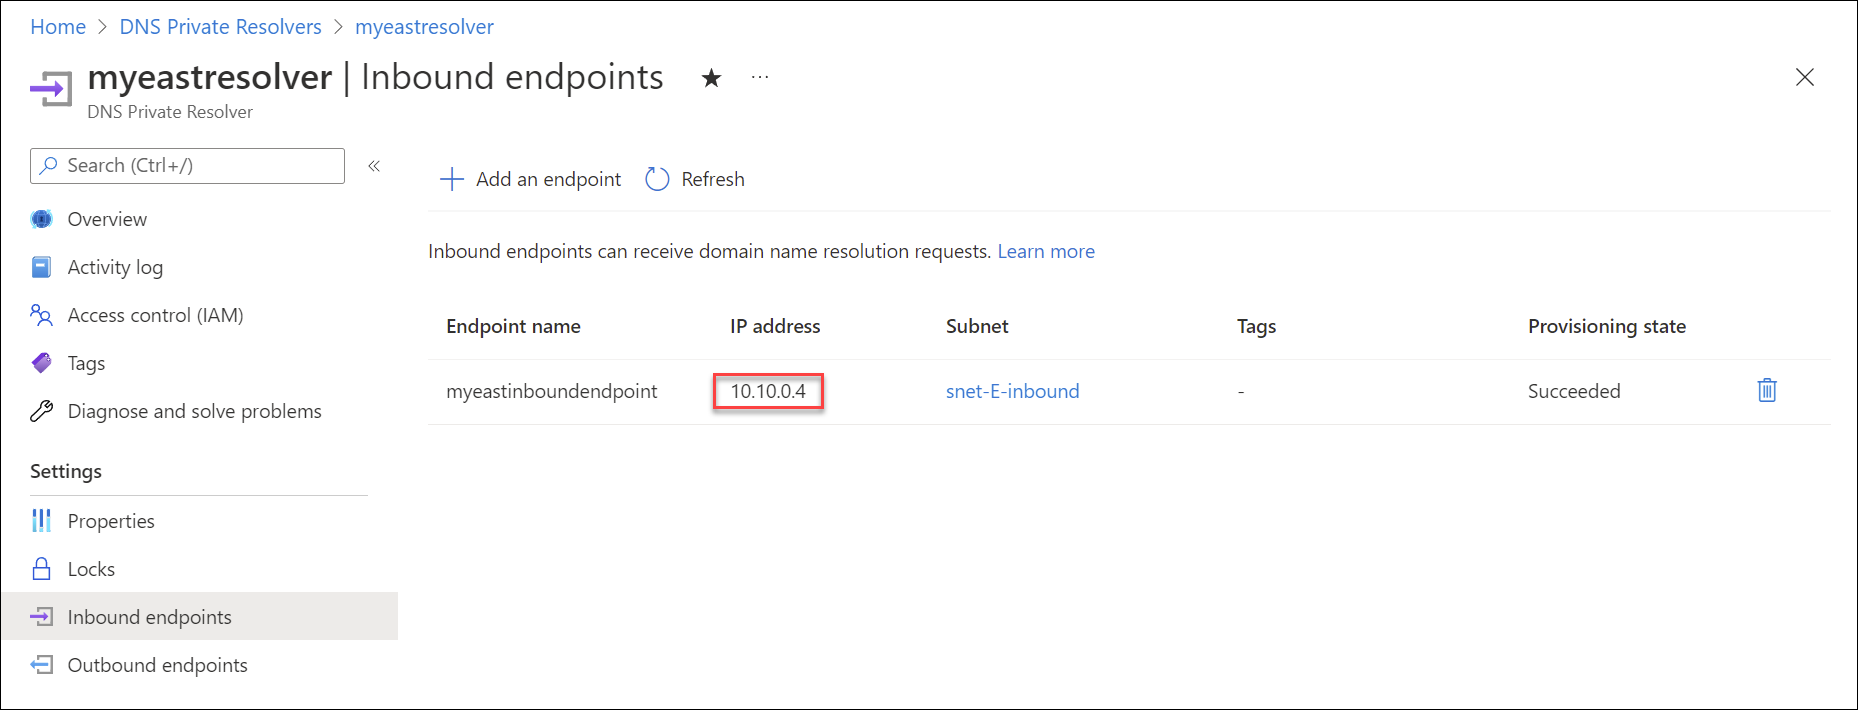 Home > DNS Private Resolvers > myeastresolver
myeastresolver | Inbound endpoints ★ ...
DNS Private Resolver
Search (Ctrl+/) «
Overview
Activity log
Access control (IAM)
Tags
Diagnose and solve problems
Settings
Properties
Locks
Inbound endpoints
Outbound endpoints
Add an endpoint Refresh
Inbound endpoints can receive domain name resolution requests. Learn more
Endpoint name IP address Subnet Tags Provisioning state
myeastinboundendpoint 10.10.0.4 snet-E-inbound - Succeeded